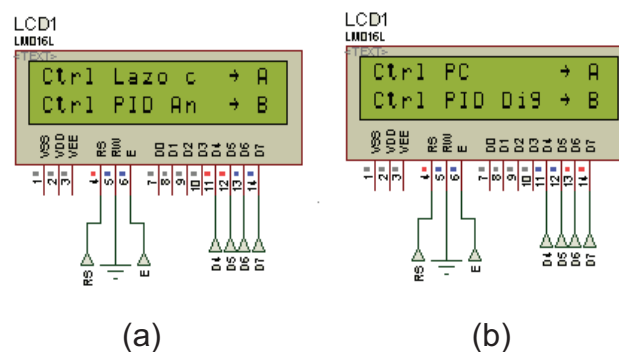 LCD1
LM016L
<TEXT>
Ctrl Lazo c → A
Ctrl PID An → B
VSS VDD VEE RS RW E D0 D1 D2 D3 D4 D5 D6 D7
1 2 3 4 5 6 7 8 9 10 11 12 13 14
RS E D4 D5 D6 D7
(a)
LCD1
LM016L
<TEXT>
Ctrl PC → A
Ctrl PID Dig → B
VSS VDD VEE RS RW E D0 D1 D2 D3 D4 D5 D6 D7
1 2 3 4 5 6 7 8 9 10 11 12 13 14
RS E D4 D5 D6 D7
(b)